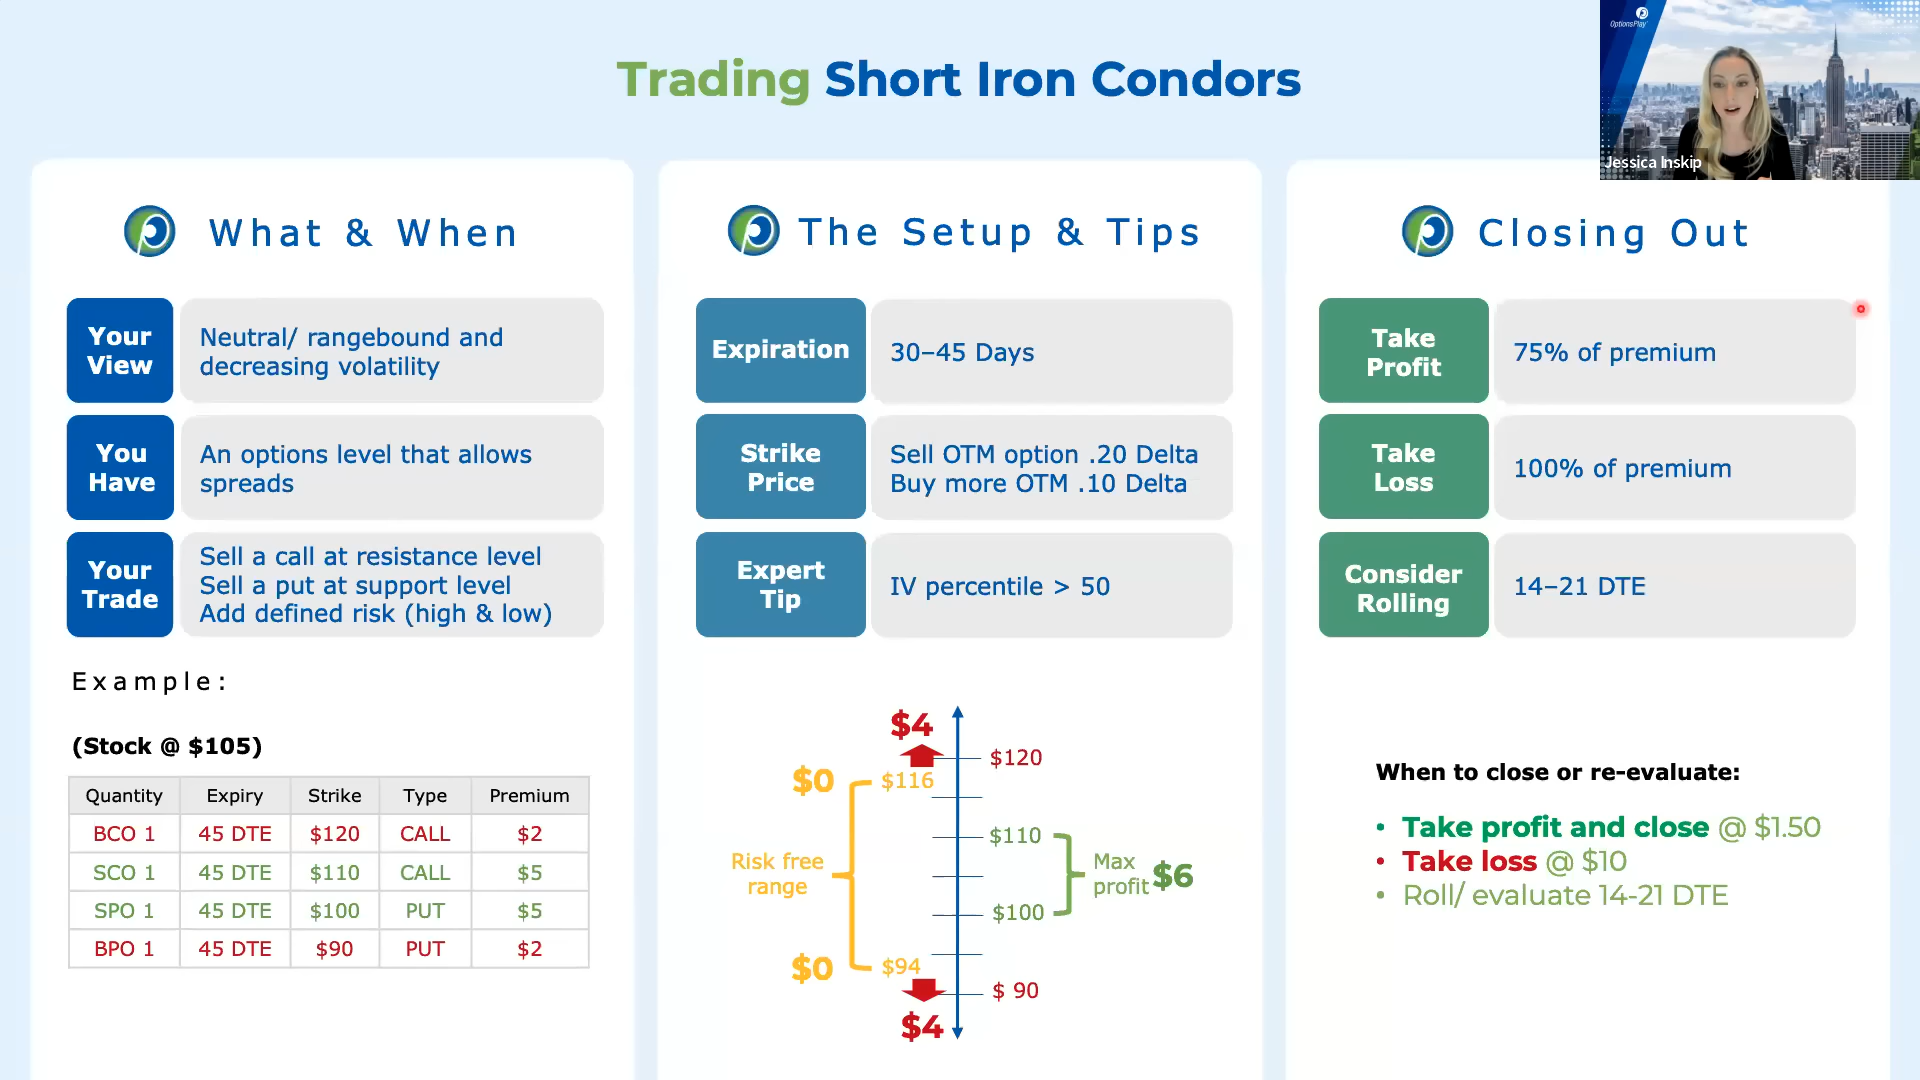 Trading Short Iron Condors
OptionsPlay
Jessica Inskip
What & When
Your
View
Neutral/ rangebound and
decreasing volatility
You
Have
An options level that allows
spreads
Your
Trade
Sell a call at resistance level
Sell a put at support level
Add defined risk (high & low)
Example:
(Stock @ $105)
Quantity Expiry Strike Type Premium
BCO 1 45 DTE $120 CALL $2
SCO 1 45 DTE $110 CALL $5
SPO 1 45 DTE $100 PUT $5
BPO 1 45 DTE $90 PUT $2
The Setup & Tips
Expiration
30–45 Days
Strike
Price
Sell OTM option .20 Delta
Buy more OTM .10 Delta
Expert
Tip
IV percentile > 50
$4
$120
$0 $116
$110
Risk free
range
Max
profit $6
$100
$0 $94
$ 90
$4
Closing Out
Take
Profit
75% of premium
Take
Loss
100% of premium
Consider
Rolling
14–21 DTE
When to close or re-evaluate:
• Take profit and close @ $1.50
• Take loss @ $10
• Roll/ evaluate 14-21 DTE